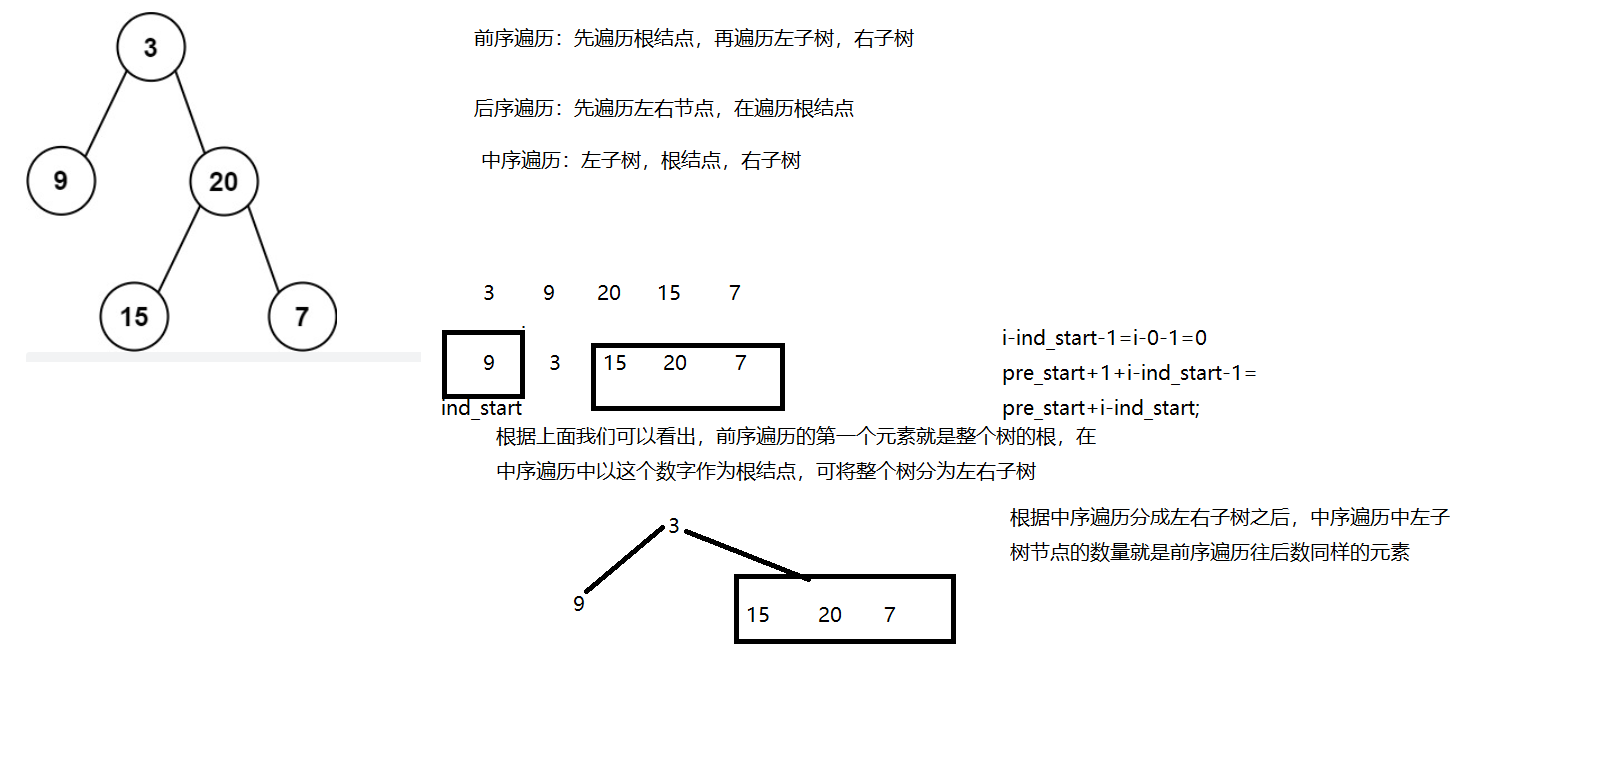 3
前序遍历：先遍历根结点，再遍历左子树，右子树
后序遍历：先遍历左右节点，在遍历根结点
中序遍历：左子树，根结点，右子树
9
20
15
7
3 9 20 15 7
9 3 15 20 7
ind_start
i-ind_start-1=i-0-1=0
pre_start+1+i-ind_start-1=
pre_start+i-ind_start;
根据上面我们可以看出，前序遍历的第一个元素就是整个树的根，在
中序遍历中以这个数字作为根结点，可将整个树分为左右子树
根据中序遍历分成左右子树之后，中序遍历中左子
树节点的数量就是前序遍历往后数同样的元素
3
9
15 20 7